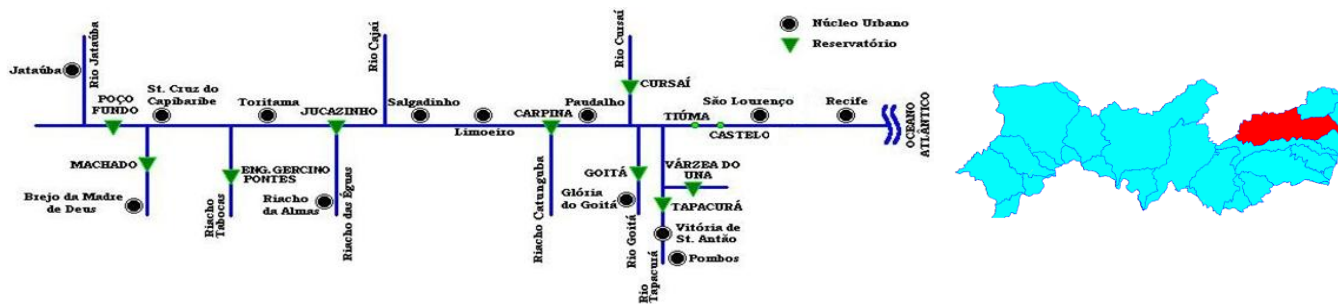 Núcleo Urbano
Reservatório
Jataúba
Rio Jataúba
POÇO
FUNDO
St. Cruz do
Capibaribe
Toritama
JUCAZINHO
Rio Cajaí
Salgadinho
Limoeiro
CARPINA
Paudalho
Rio Cursaí
CURSAÍ
TIÚMA
CASTELO
São Lourenço
Recife
OCEANO
ATLÂNTICO
MACHADO
Brejo da Madre
de Deus
ENG. GERCINO
PONTES
Riacho
Tabocas
Riacho
da Almas
Riacho das Éguas
Riacho Catunguba
GOITÁ
Glória
do Goitá
Rio Goitá
VÁRZEA DO
UNA
TAPACURÁ
Vitória de
St. Antão
Pombos
Rio
Tapacurá